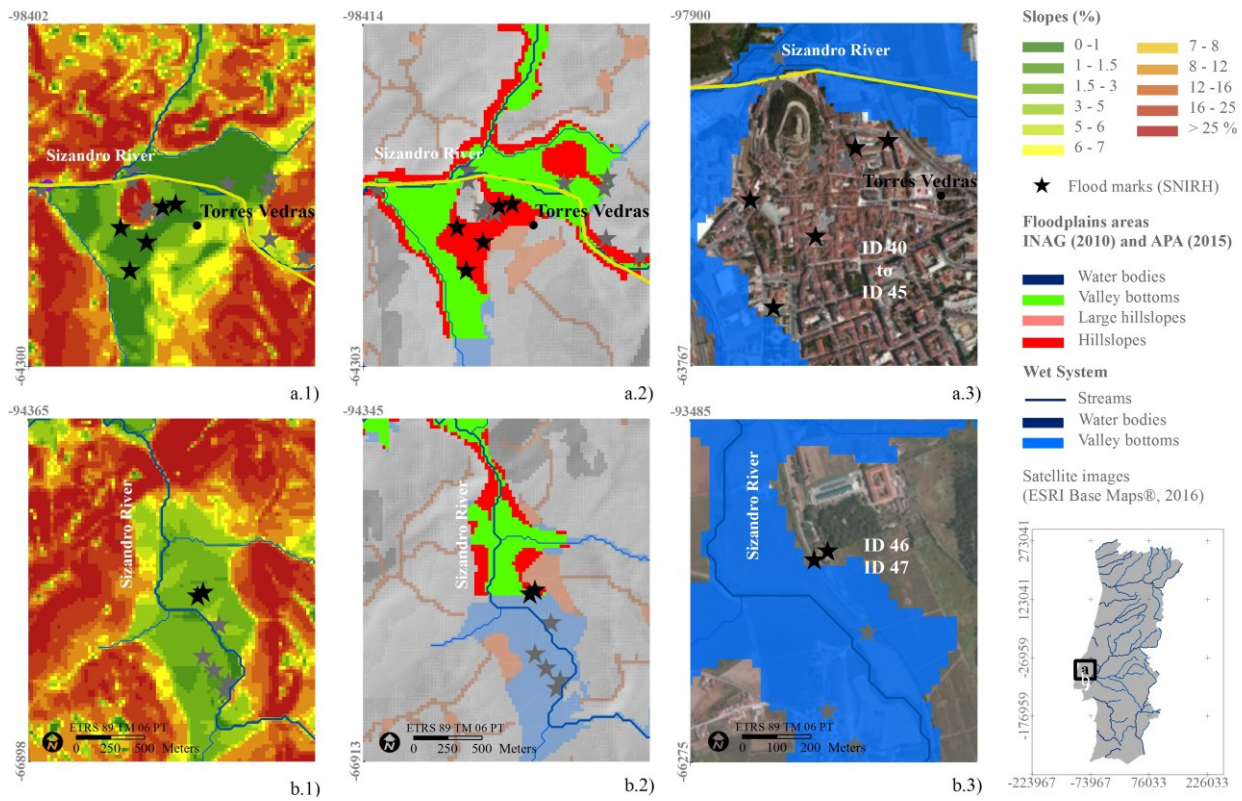 -98402
-64300
Sizandro River
Torres Vedras
a.1)
-98414
-64303
Sizandro River
Torres Vedras
a.2)
-97900
-63767
Sizandro River
Torres Vedras
ID 40
to
ID 45
a.3)
-94365
-66898
Sizandro River
ETRS 89 TM 06 PT
N
0 250 500 Meters
b.1)
-94345
-66913
Sizandro River
ETRS 89 TM 06 PT
N
0 250 500 Meters
b.2)
-93485
-66275
Sizandro River
ID 46
ID 47
ETRS 89 TM 06 PT
N
0 100 200 Meters
b.3)
Slopes (%)
0 -1
1 - 1.5
1.5 - 3
3 - 5
5 - 6
6 - 7
7 - 8
8 - 12
12 -16
16 - 25
> 25 %
Flood marks (SNIRH)
Floodplains areas
INAG (2010) and APA (2015)
Water bodies
Valley bottoms
Large hillslopes
Hillslopes
Wet System
Streams
Water bodies
Valley bottoms
Satellite images
(ESRI Base Maps®, 2016)
273041
123041
-26959
-176959
a
-223967 -73967 76033 226033